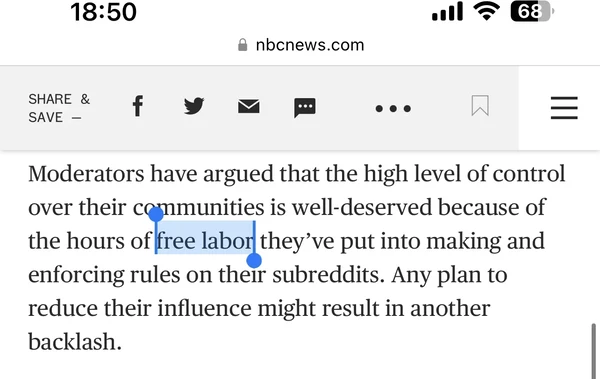 18:50
68
nbcnews.com
SHARE &
SAVE —
Moderators have argued that the high level of control
over their communities is well-deserved because of
the hours of free labor they’ve put into making and
enforcing rules on their subreddits. Any plan to
reduce their influence might result in another
backlash.